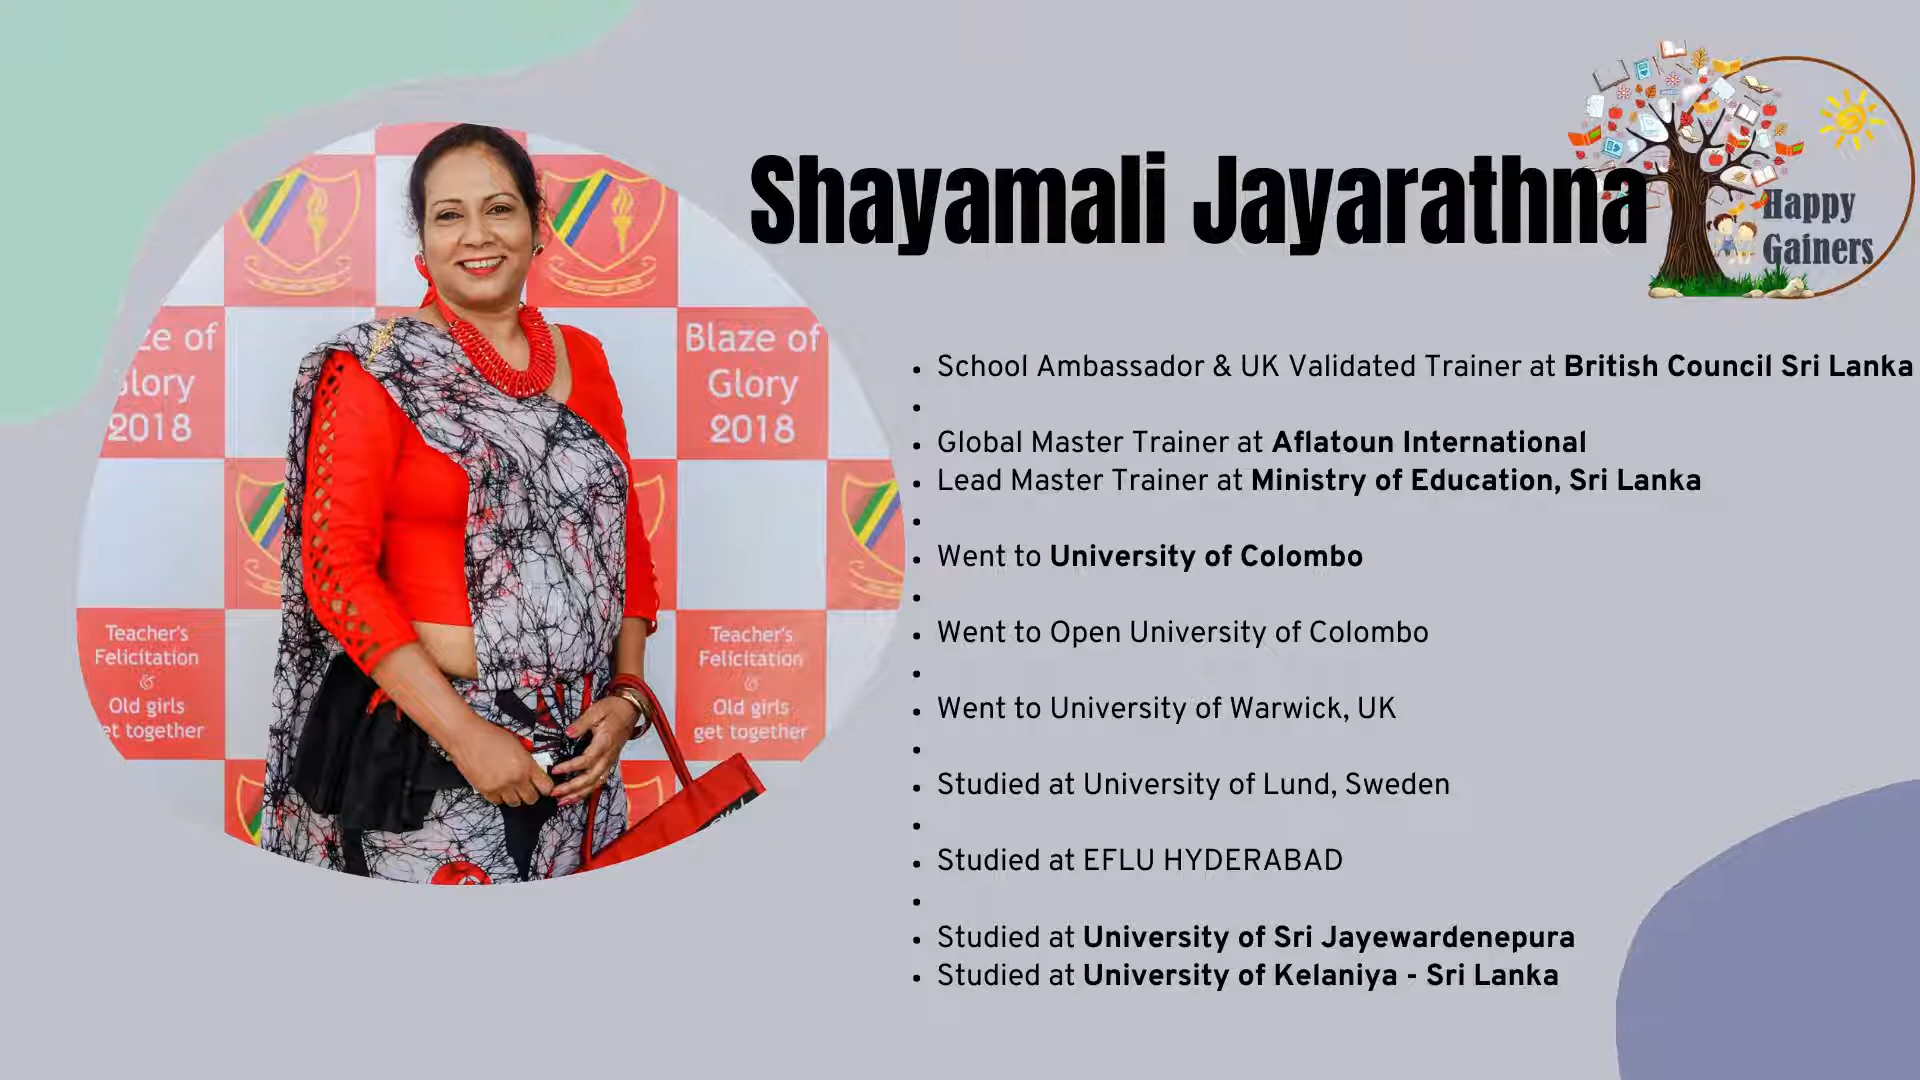 Shayamali Jayarathna
Happy
Gainers
ze of
Glory
2018
Blaze of
Glory
2018
Teacher's
Felicitation
&
Old girls
et together
Teacher's
Felicitation
&
Old girls
get together
• School Ambassador & UK Validated Trainer at British Council Sri Lanka
•
• Global Master Trainer at Aflatoun International
• Lead Master Trainer at Ministry of Education, Sri Lanka
•
• Went to University of Colombo
•
• Went to Open University of Colombo
•
• Went to University of Warwick, UK
•
• Studied at University of Lund, Sweden
•
• Studied at EFLU HYDERABAD
•
• Studied at University of Sri Jayewardenepura
• Studied at University of Kelaniya - Sri Lanka